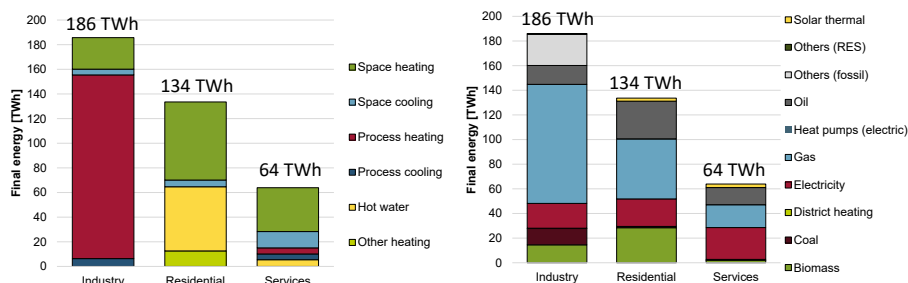 186 TWh
134 TWh
64 TWh
Final energy [TWh]
200
180
160
140
120
100
80
60
40
20
0
Industry
Residential
Services
Space heating
Space cooling
Process heating
Process cooling
Hot water
Other heating
186 TWh
134 TWh
64 TWh
Final energy [TWh]
200
180
160
140
120
100
80
60
40
20
0
Industry
Residential
Services
Solar thermal
Others (RES)
Others (fossil)
Oil
Heat pumps (electric)
Gas
Electricity
District heating
Coal
Biomass